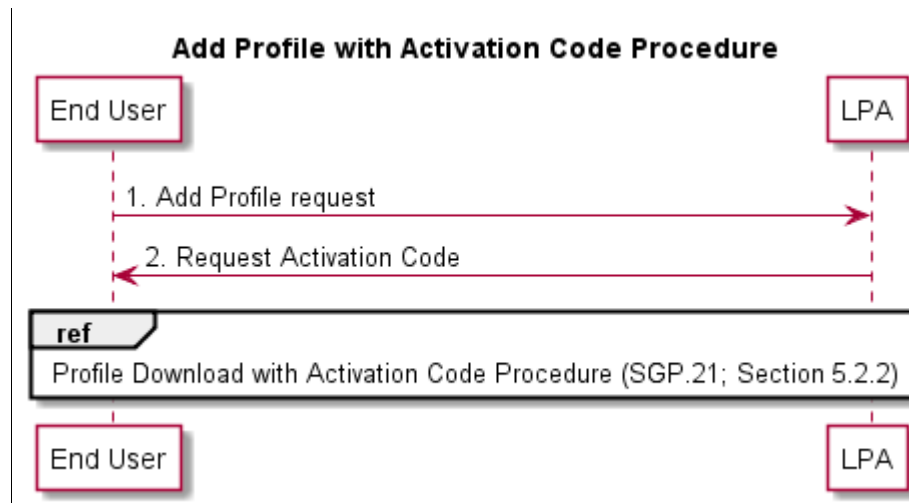 Add Profile with Activation Code Procedure
End User
LPA
1. Add Profile request
2. Request Activation Code
ref
Profile Download with Activation Code Procedure (SGP.21; Section 5.2.2)
End User
LPA